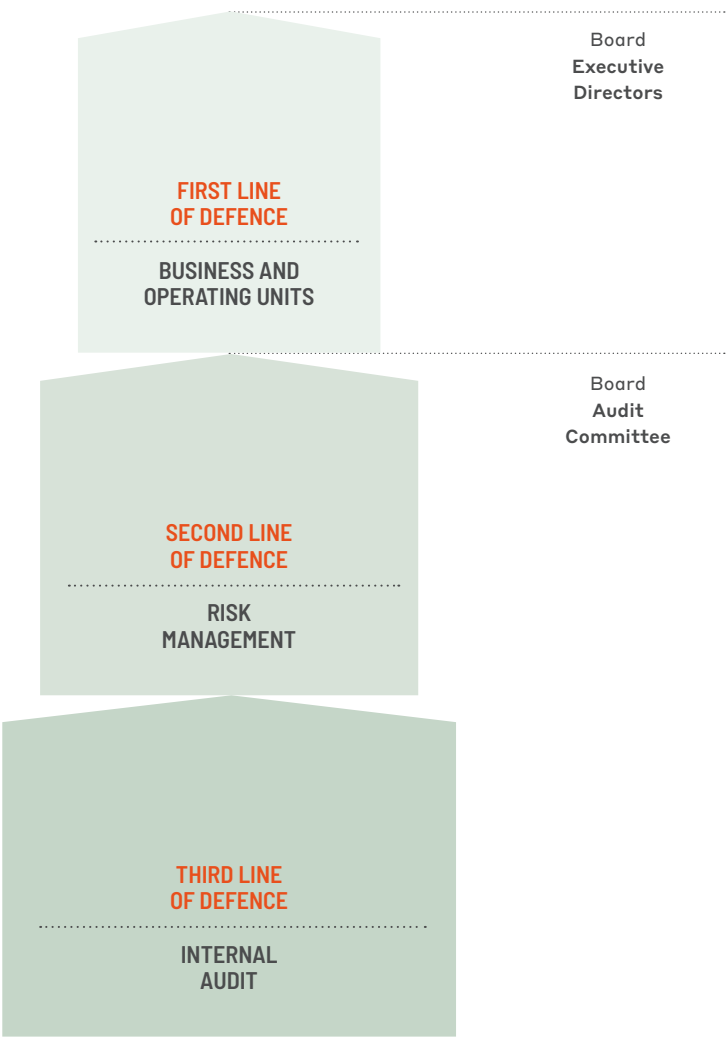 Board
Executive
Directors
FIRST LINE
OF DEFENCE
BUSINESS AND
OPERATING UNITS
Board
Audit
Committee
SECOND LINE
OF DEFENCE
RISK
MANAGEMENT
THIRD LINE
OF DEFENCE
INTERNAL
AUDIT